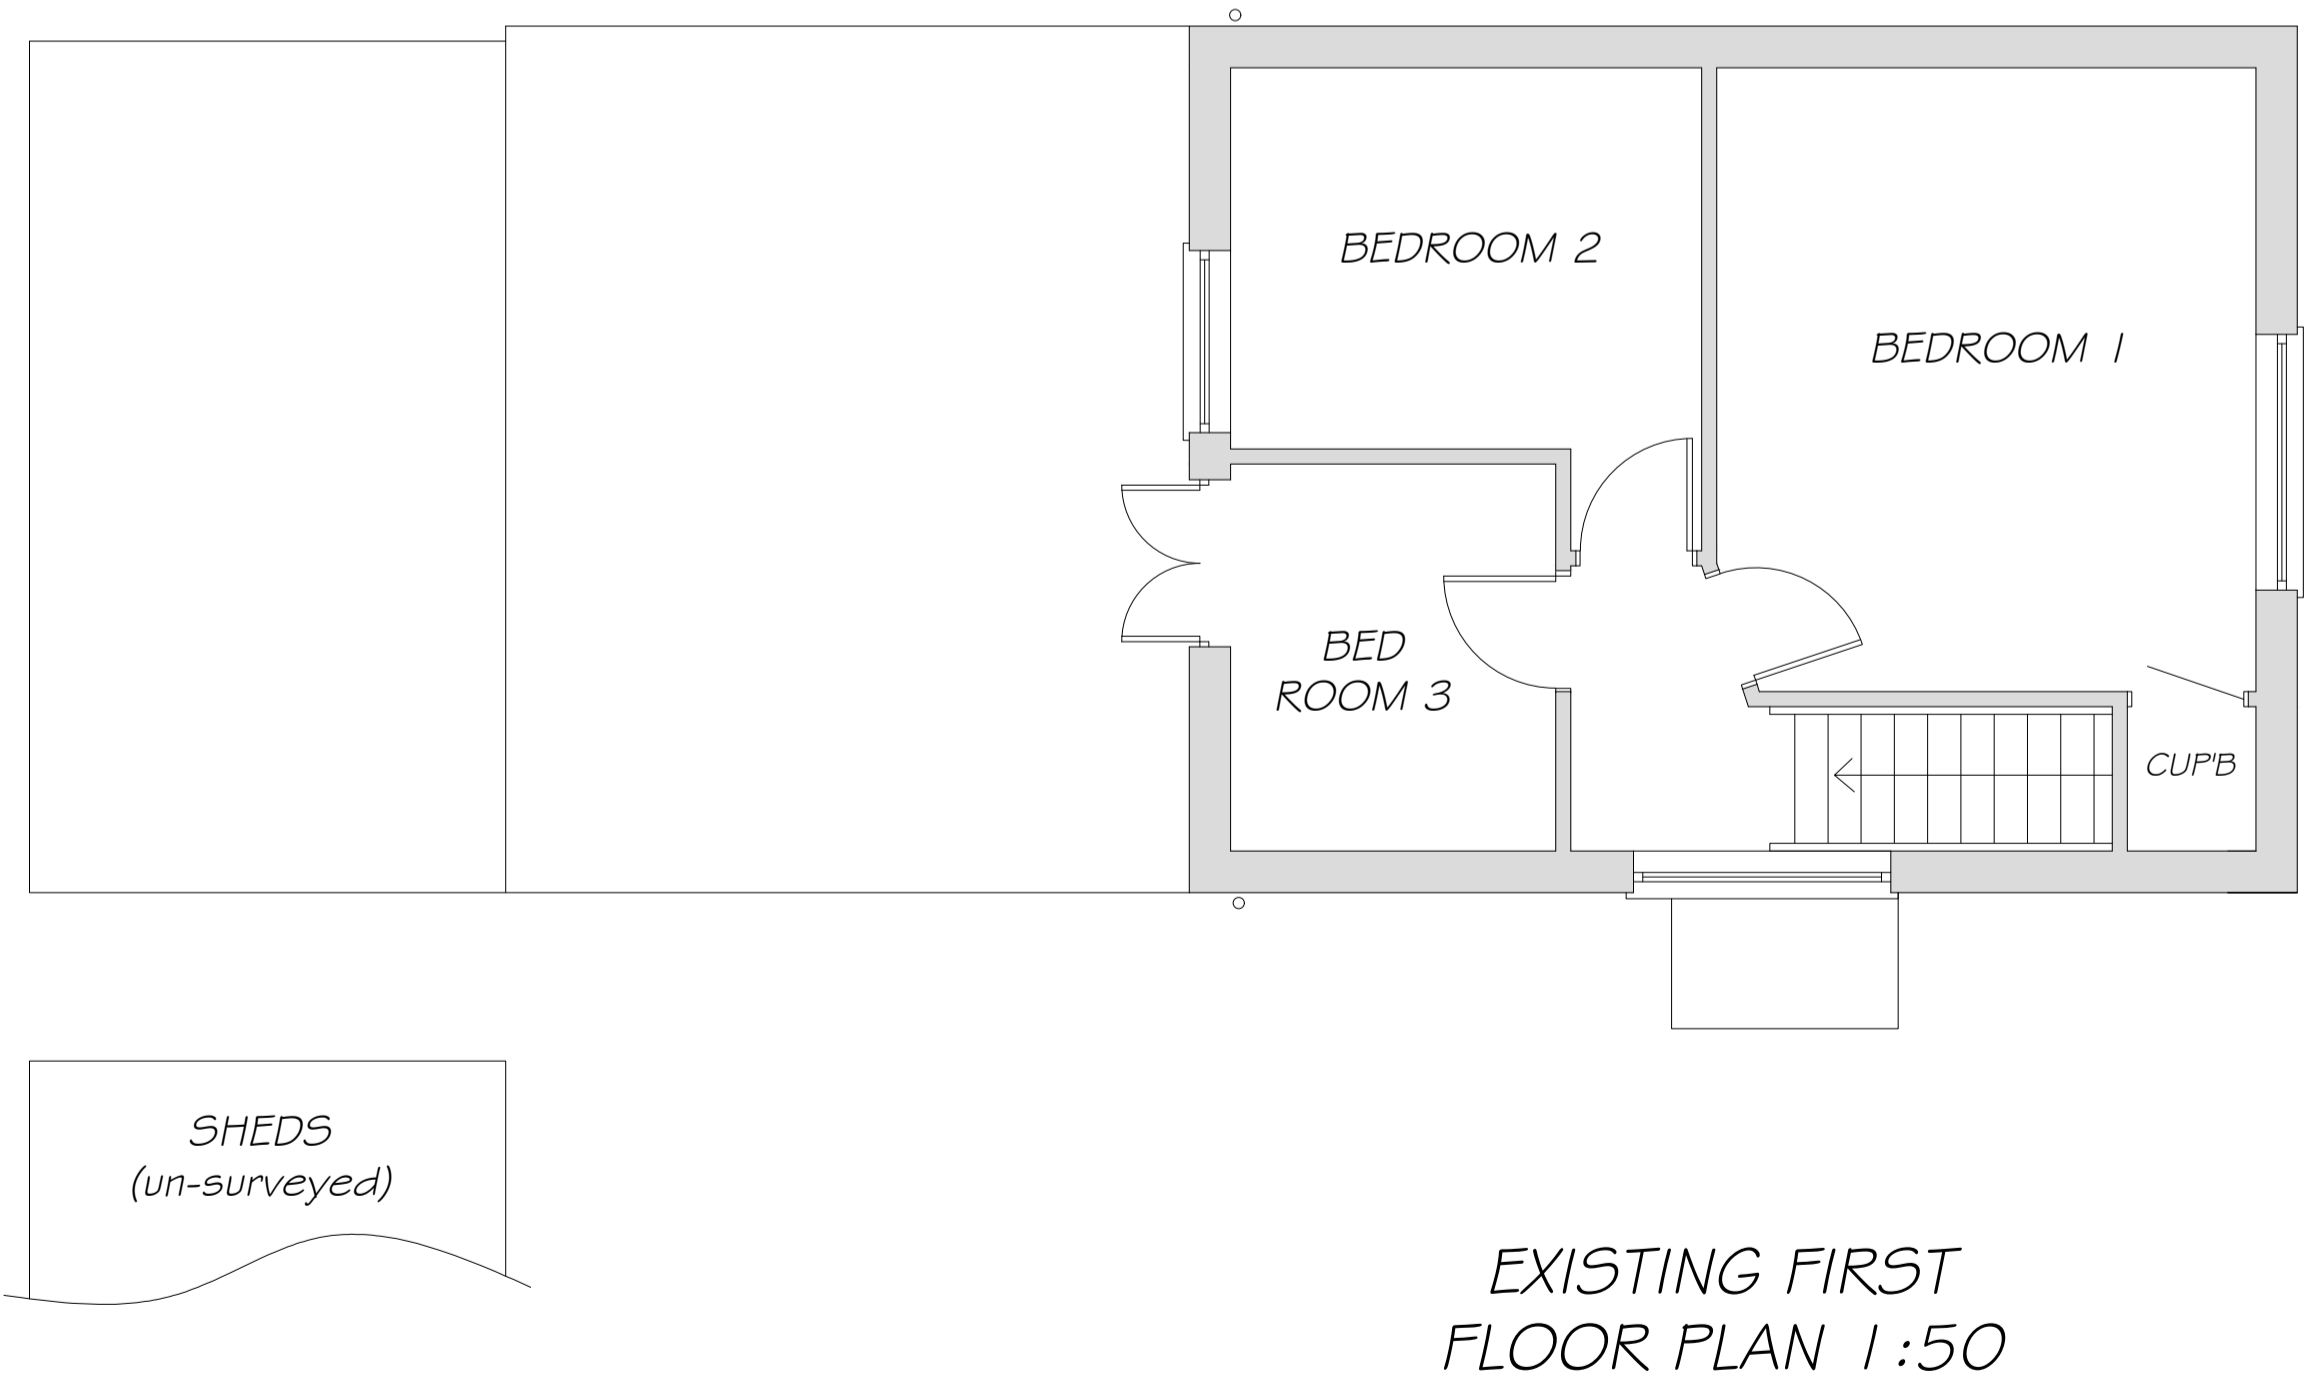 BEDROOM 2
BEDROOM 1
BED
ROOM 3
CUP'B
SHEDS
(un-surveyed)
EXISTING FIRST
FLOOR PLAN 1:50